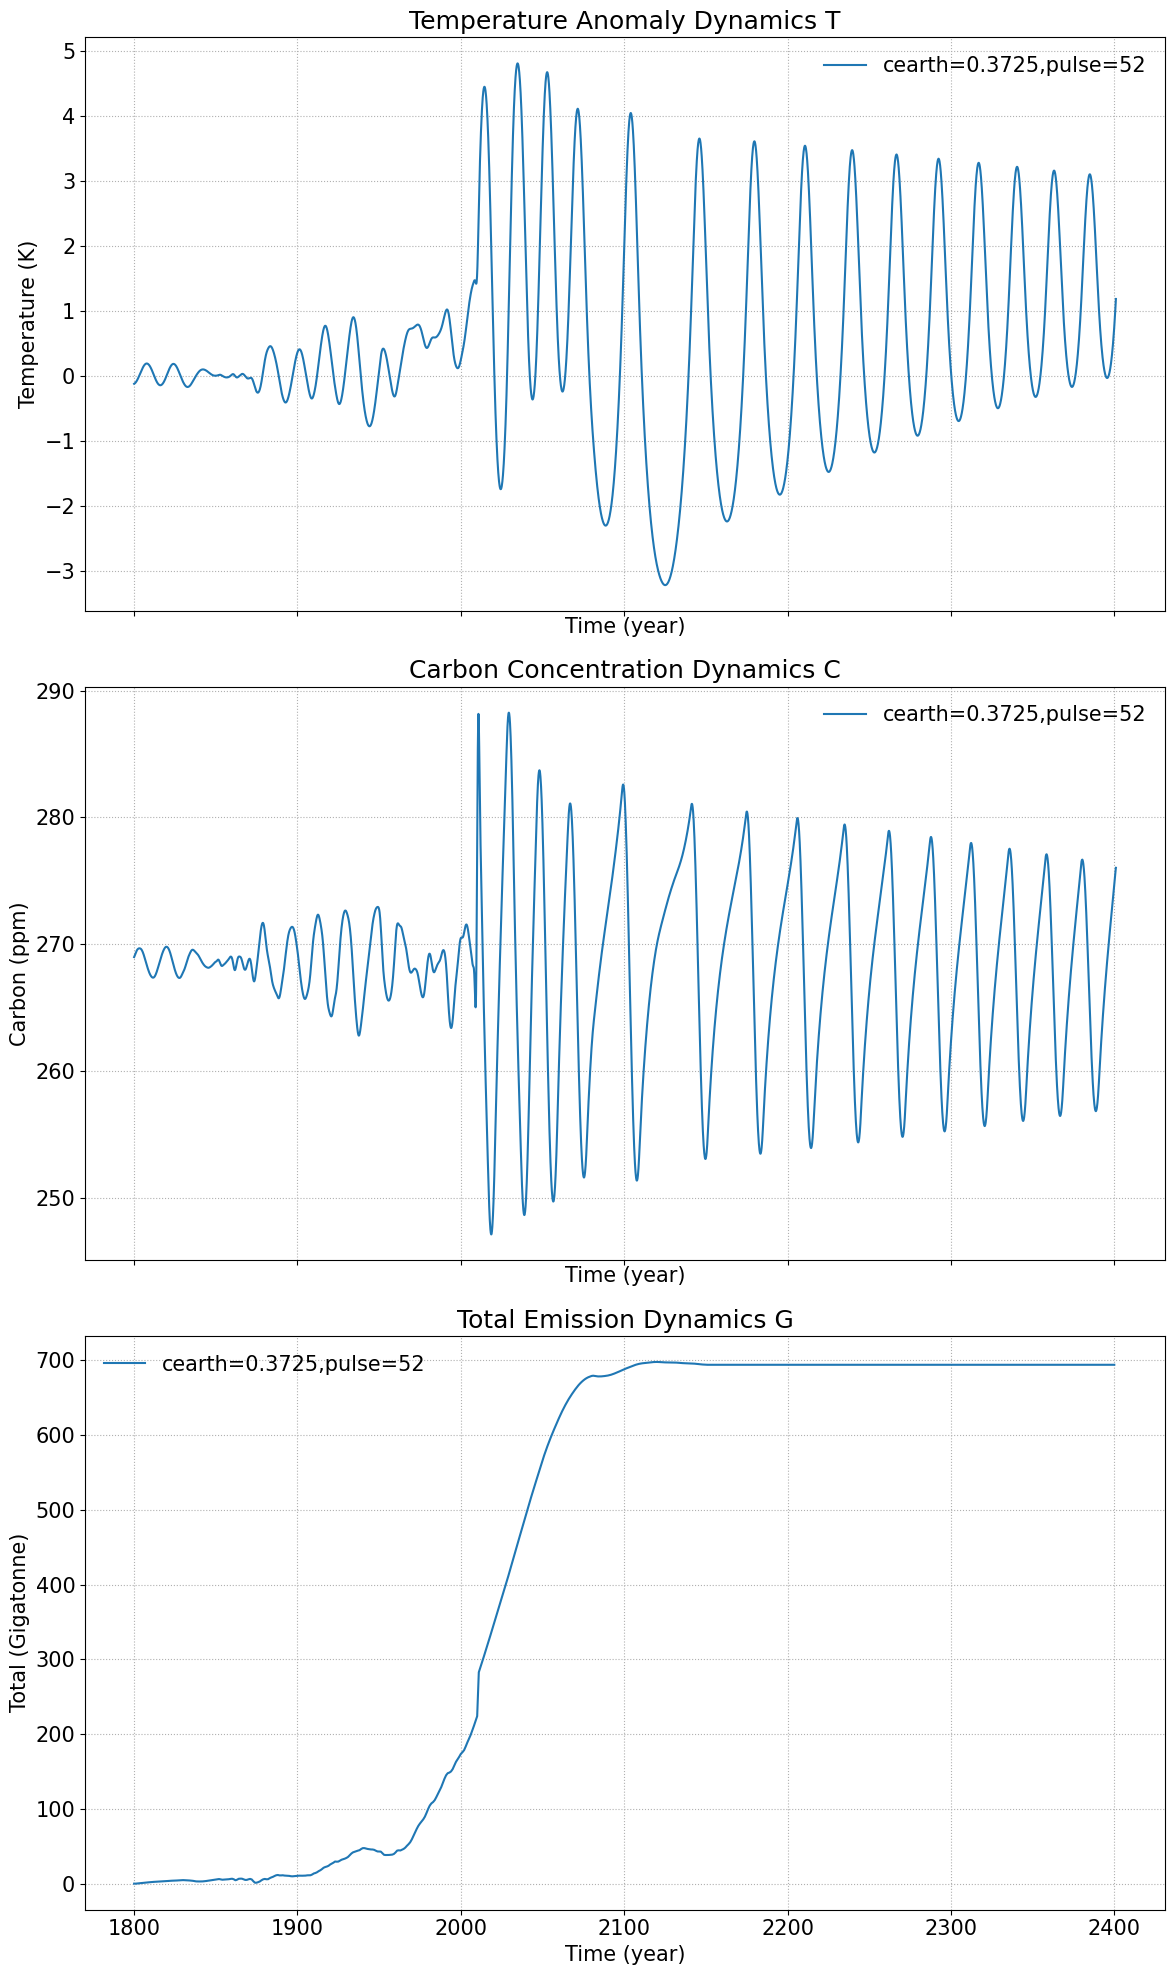 Temperature Anomaly Dynamics T
cearth=0.3725,pulse=52
5
4
3
2
1
0
−1
−2
−3
Temperature (K)
Time (year)
Carbon Concentration Dynamics C
cearth=0.3725,pulse=52
290
280
270
260
250
Carbon (ppm)
Time (year)
Total Emission Dynamics G
cearth=0.3725,pulse=52
700
600
500
400
300
200
100
0
Total (Gigatonne)
1800 1900 2000 2100 2200 2300 2400
Time (year)